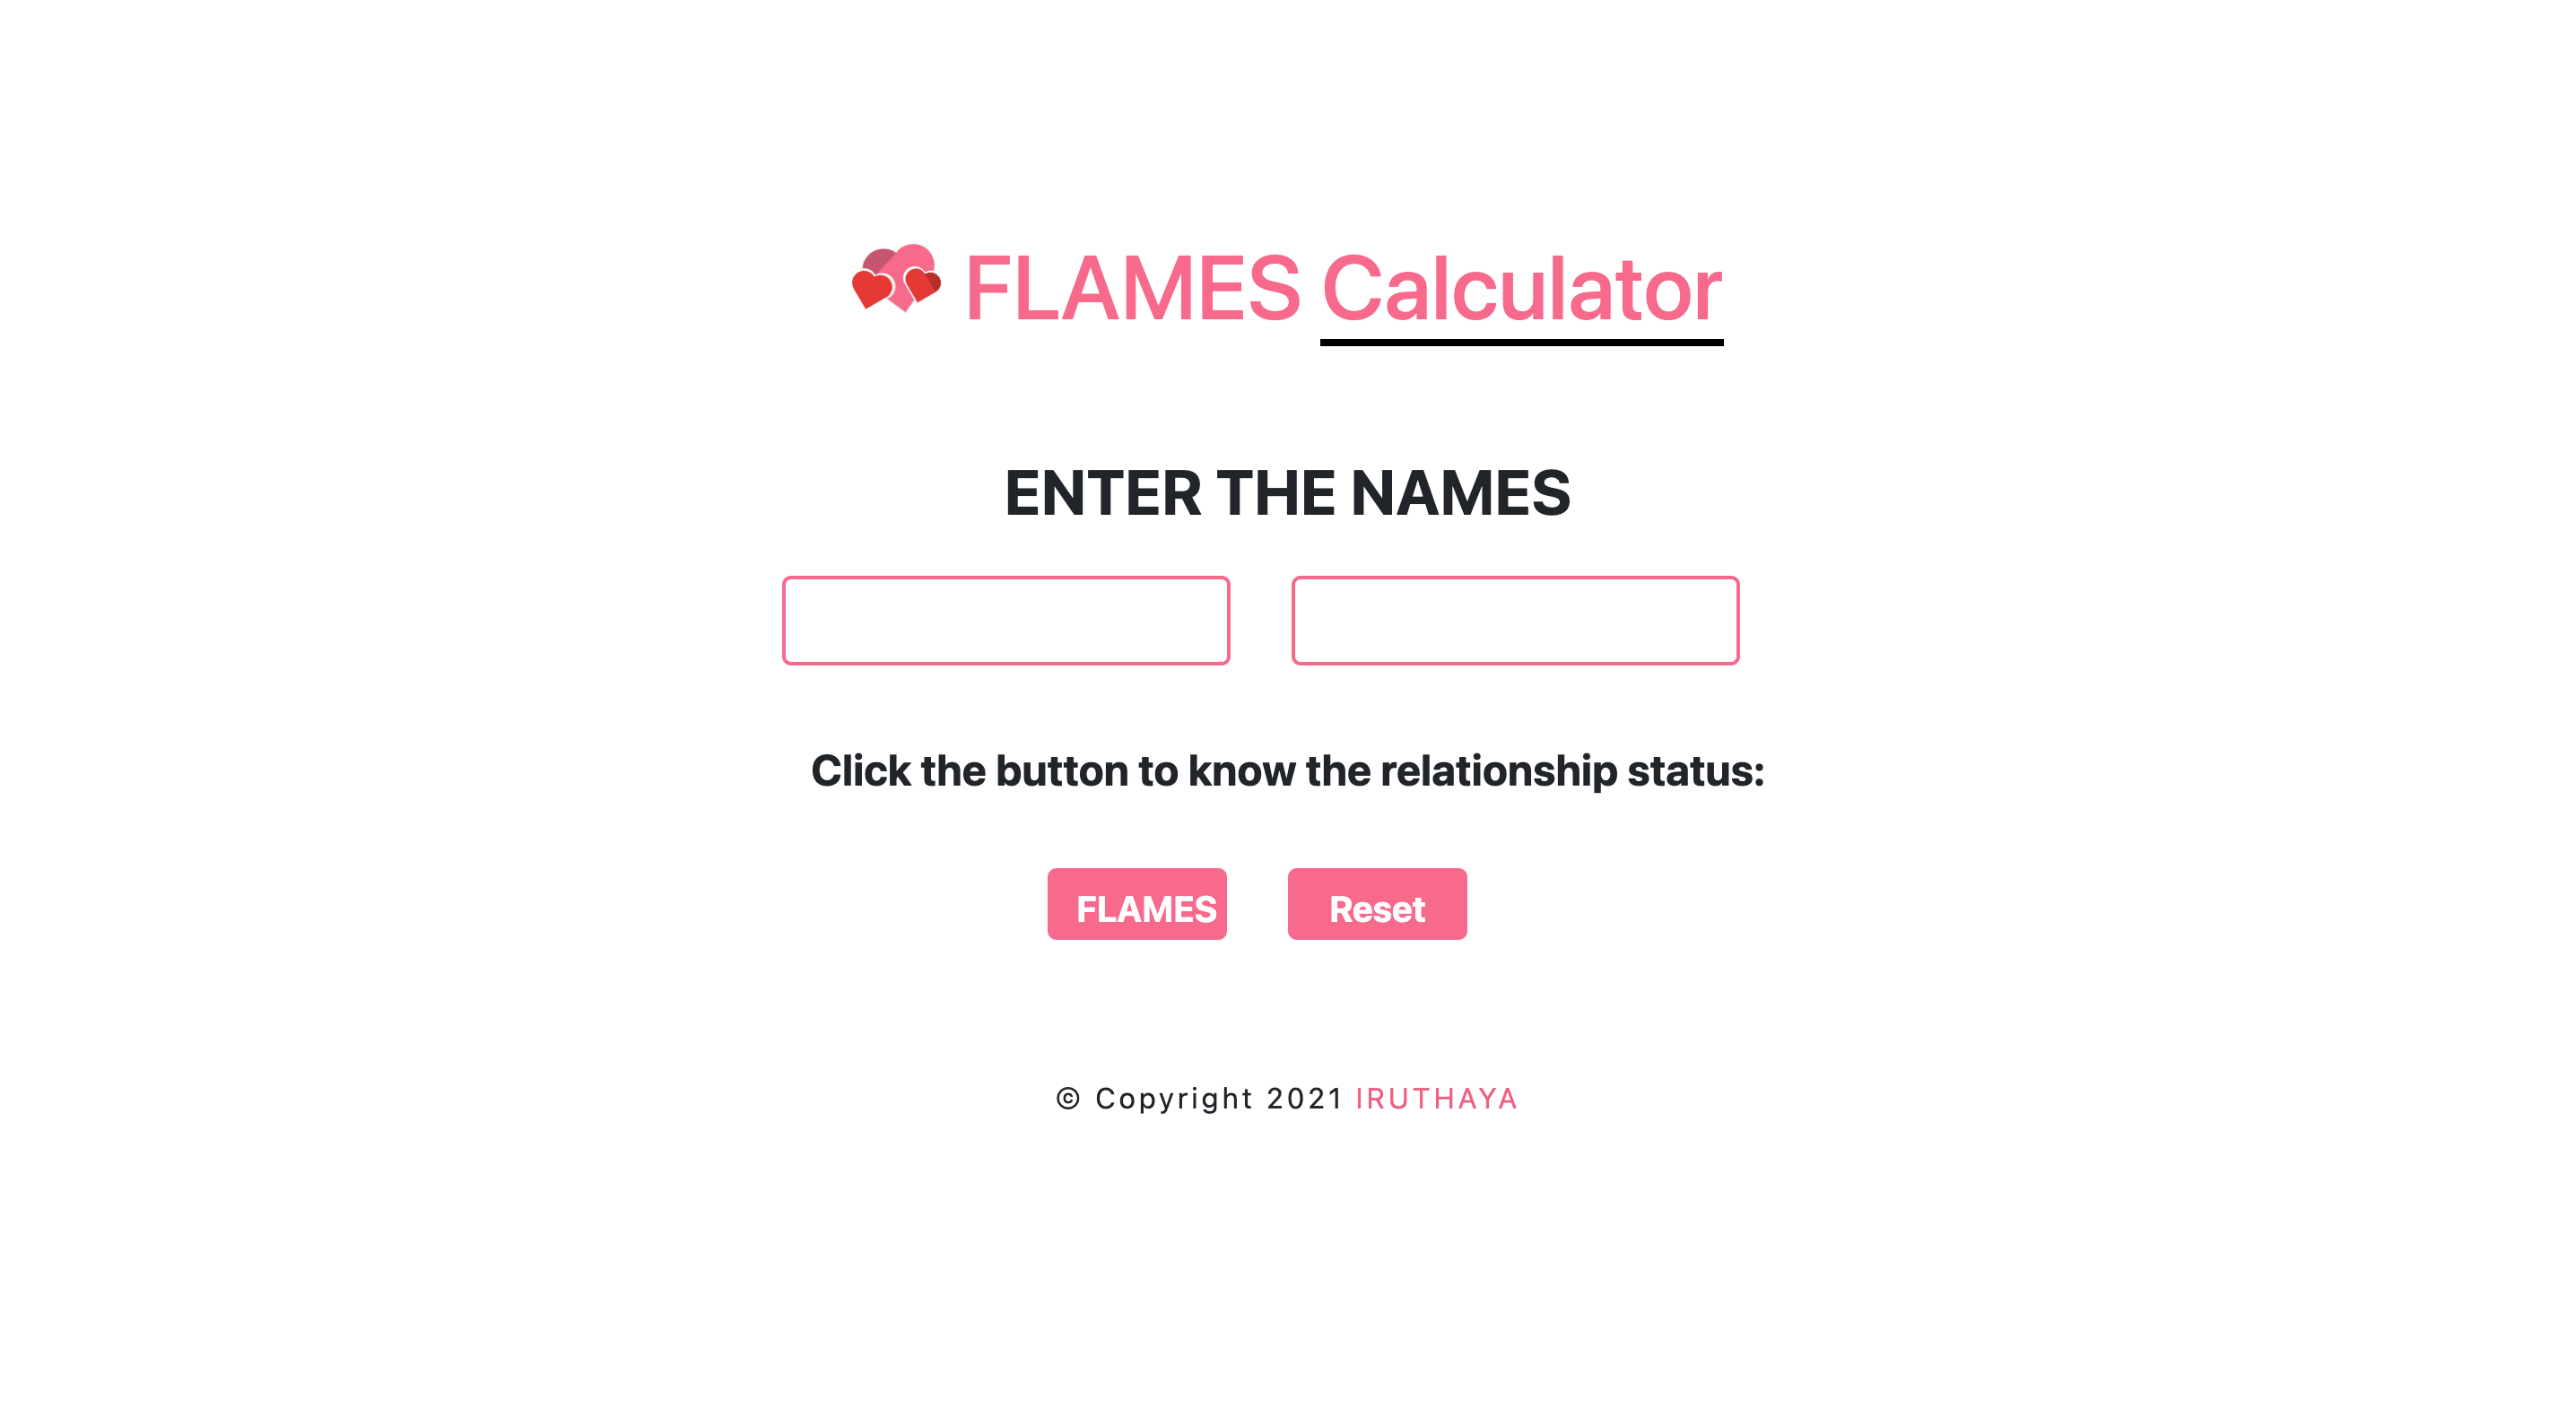 FLAMES Calculator
ENTER THE NAMES
Click the button to know the relationship status:
FLAMES Reset
© Copyright 2021 IRUTHAYA